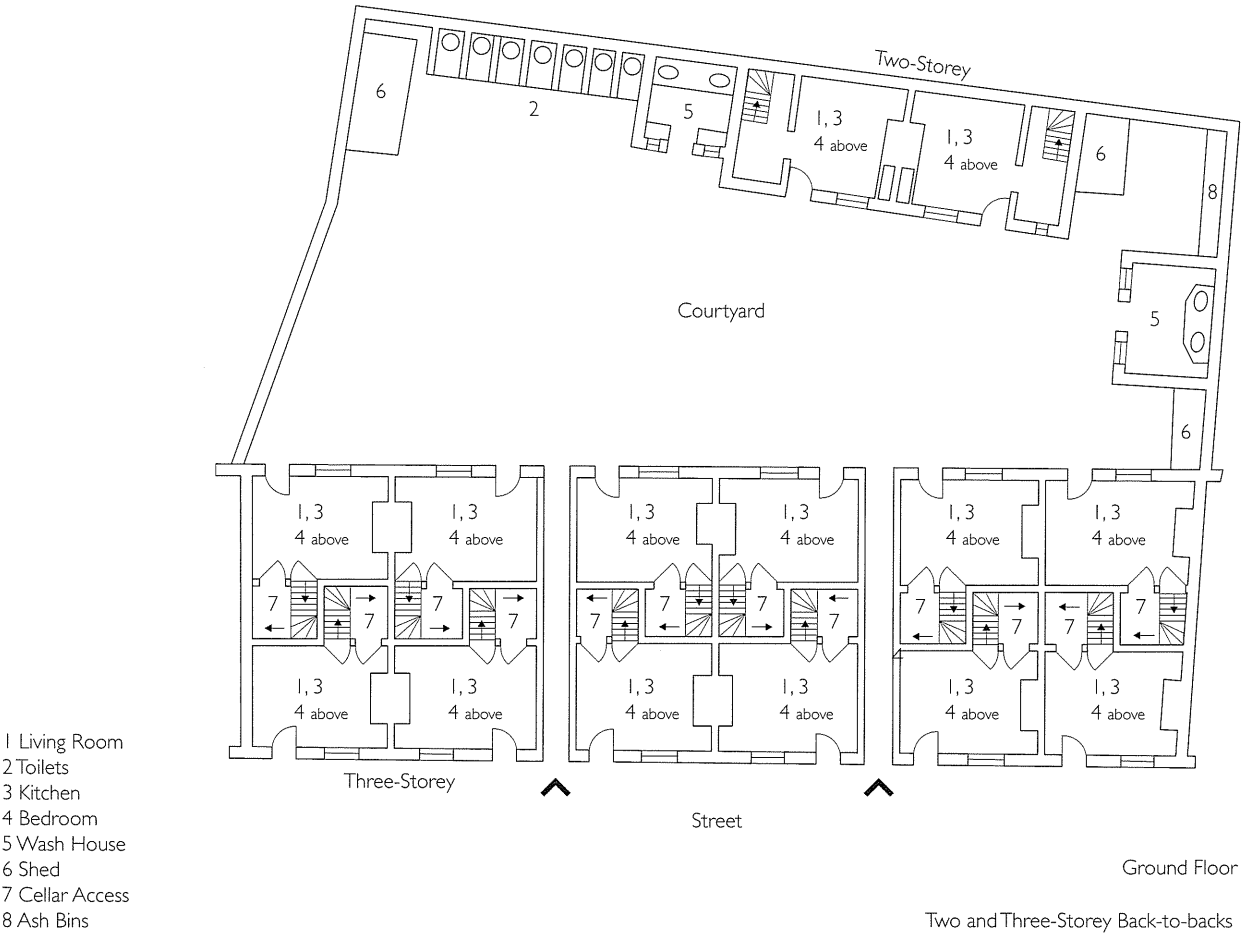 Two-Storey
6
2
5
1, 3
4 above
1, 3
4 above
6
8
Courtyard
5
6
1, 3
4 above
1, 3
4 above
1, 3
4 above
1, 3
4 above
1, 3
4 above
1, 3
4 above
7
7
7
7
7
7
7
7
7
7
7
7
1, 3
4 above
1, 3
4 above
1, 3
4 above
1, 3
4 above
1, 3
4 above
1, 3
4 above
Three-Storey
Street
1 Living Room
2 Toilets
3 Kitchen
4 Bedroom
5 Wash House
6 Shed
7 Cellar Access
8 Ash Bins
Ground Floor
Two and Three-Storey Back-to-backs